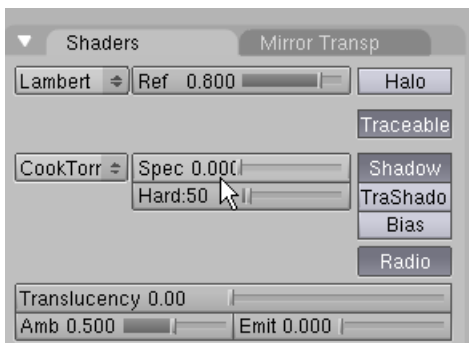 Shaders Mirror Transp
Lambert Ref 0.800 Halo
Traceable
CookTorr Spec 0.000 Shadow
Hard:50 TraShado
Bias
Radio
Translucency 0.00
Amb 0.500 Emit 0.000